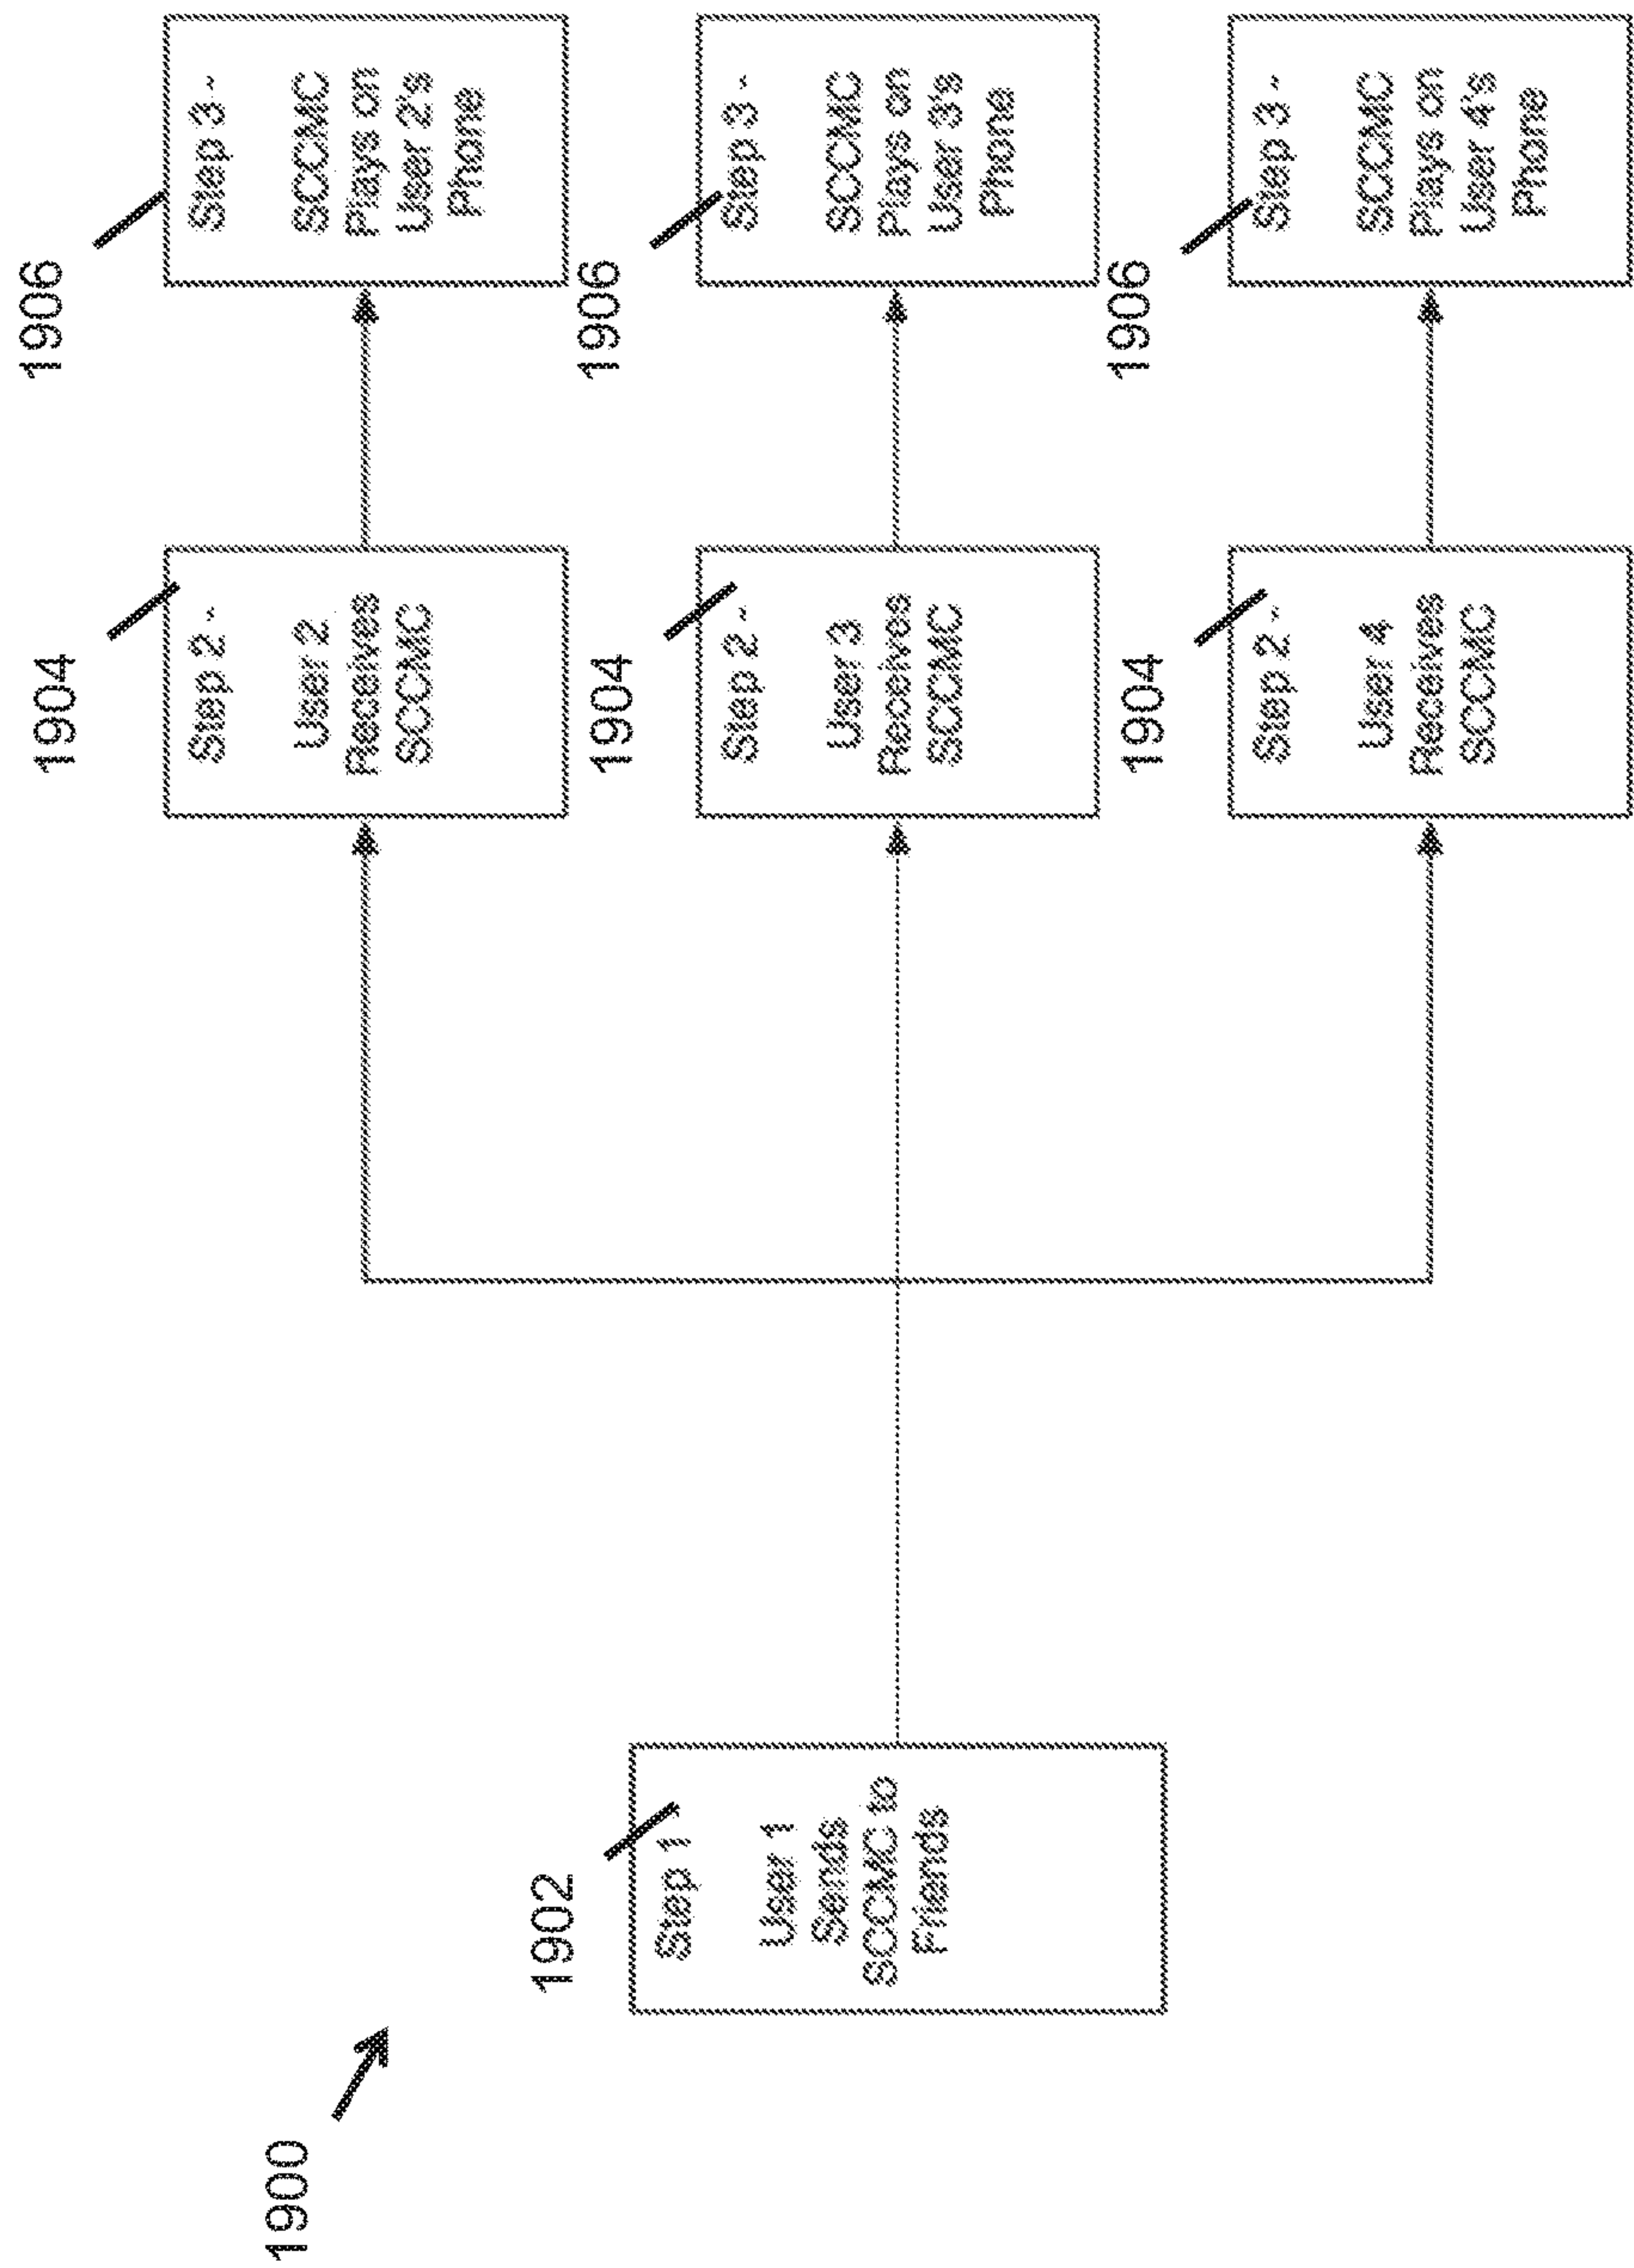 1900
1902
Step 1
User 1
Sends
SCCMC to
Friends
1904
Step 2 -
User 2
Receives
SCCMC
1906
Step 3 -
SCCMC
Plays on
User 2's
Phone
1904
Step 2 -
User 3
Receives
SCCMC
1906
Step 3 -
SCCMC
Plays on
User 3's
Phone
1904
Step 2 -
User 4
Receives
SCCMC
1906
Step 3 -
SCCMC
Plays on
User 4's
Phone